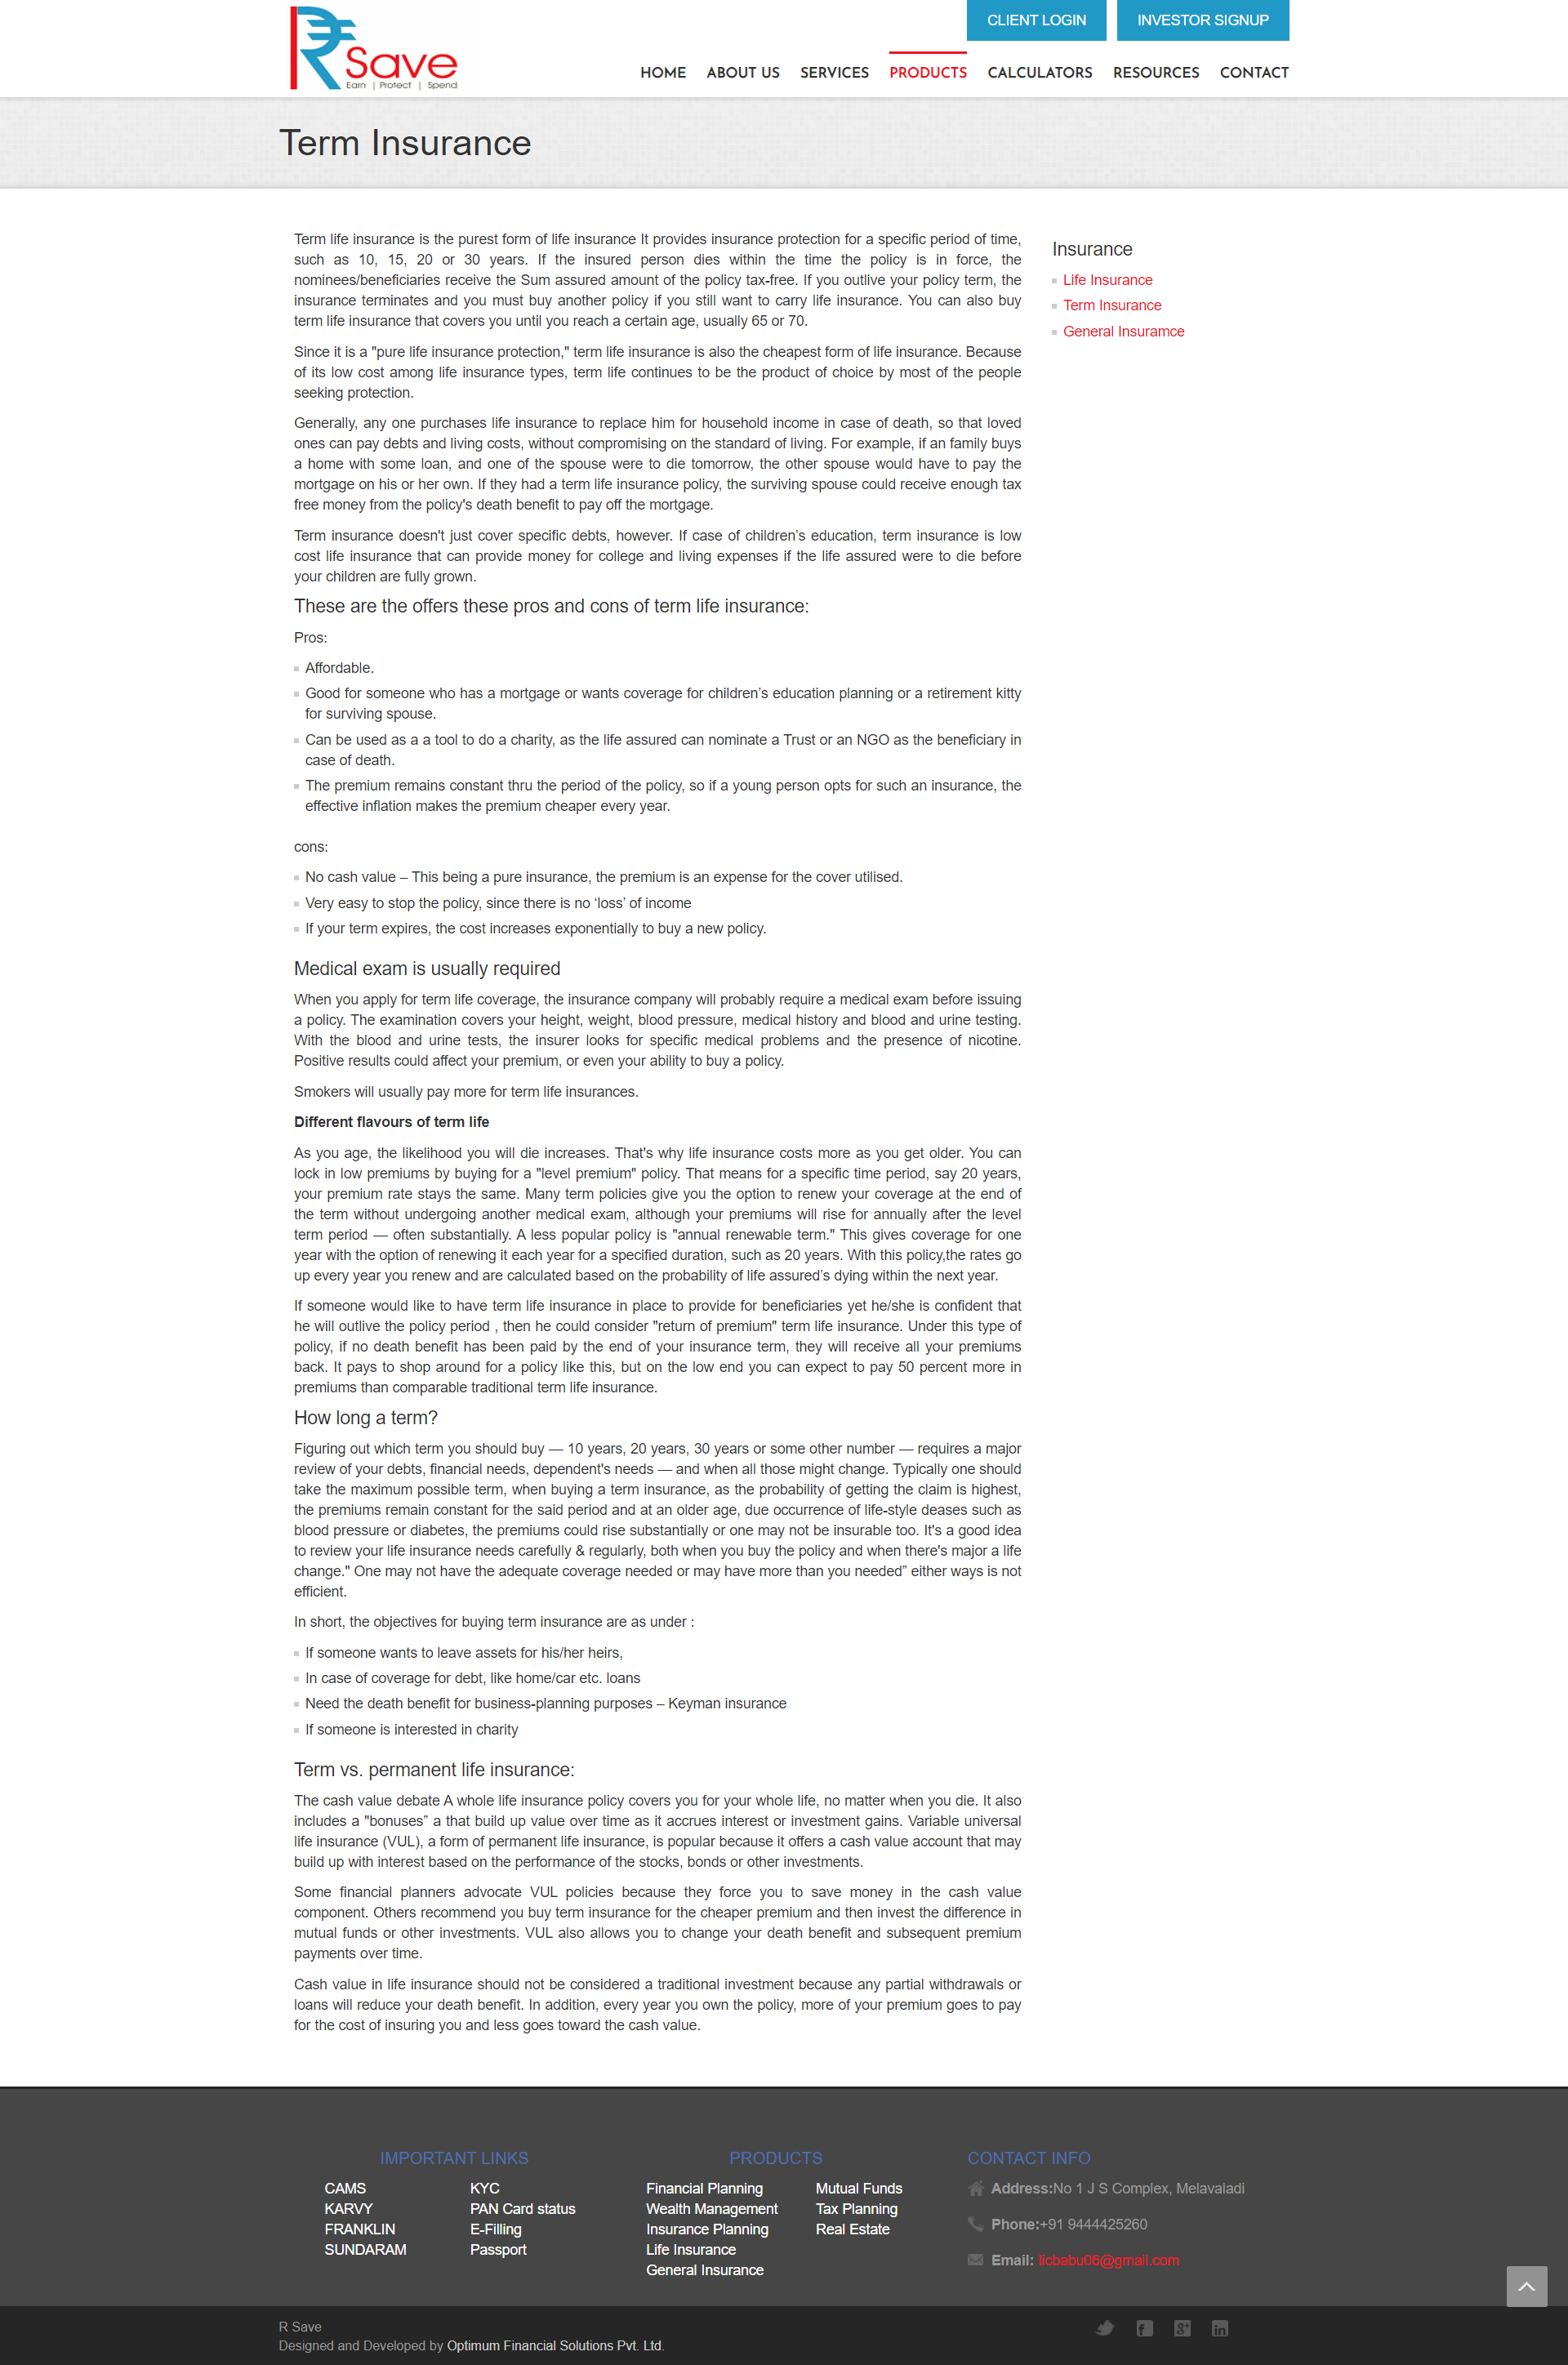 R Save
Earn | Protect | Spend
CLIENT LOGIN
INVESTOR SIGNUP
HOME ABOUT US SERVICES PRODUCTS CALCULATORS RESOURCES CONTACT
Term Insurance
Term life insurance is the purest form of life insurance It provides insurance protection for a specific period of time,
such as 10, 15, 20 or 30 years. If the insured person dies within the time the policy is in force, the
nominees/beneficiaries receive the Sum assured amount of the policy tax-free. If you outlive your policy term, the
insurance terminates and you must buy another policy if you still want to carry life insurance. You can also buy
term life insurance that covers you until you reach a certain age, usually 65 or 70.
Since it is a "pure life insurance protection," term life insurance is also the cheapest form of life insurance. Because
of its low cost among life insurance types, term life continues to be the product of choice by most of the people
seeking protection.
Generally, any one purchases life insurance to replace him for household income in case of death, so that loved
ones can pay debts and living costs, without compromising on the standard of living. For example, if an family buys
a home with some loan, and one of the spouse were to die tomorrow, the other spouse would have to pay the
mortgage on his or her own. If they had a term life insurance policy, the surviving spouse could receive enough tax
free money from the policy's death benefit to pay off the mortgage.
Term insurance doesn't just cover specific debts, however. If case of children’s education, term insurance is low
cost life insurance that can provide money for college and living expenses if the life assured were to die before
your children are fully grown.
These are the offers these pros and cons of term life insurance:
Pros:
Affordable.
Good for someone who has a mortgage or wants coverage for children’s education planning or a retirement kitty
for surviving spouse.
Can be used as a a tool to do a charity, as the life assured can nominate a Trust or an NGO as the beneficiary in
case of death.
The premium remains constant thru the period of the policy, so if a young person opts for such an insurance, the
effective inflation makes the premium cheaper every year.
cons:
No cash value – This being a pure insurance, the premium is an expense for the cover utilised.
Very easy to stop the policy, since there is no ‘loss’ of income
If your term expires, the cost increases exponentially to buy a new policy.
Medical exam is usually required
When you apply for term life coverage, the insurance company will probably require a medical exam before issuing
a policy. The examination covers your height, weight, blood pressure, medical history and blood and urine testing.
With the blood and urine tests, the insurer looks for specific medical problems and the presence of nicotine.
Positive results could affect your premium, or even your ability to buy a policy.
Smokers will usually pay more for term life insurances.
Different flavours of term life
As you age, the likelihood you will die increases. That's why life insurance costs more as you get older. You can
lock in low premiums by buying for a "level premium" policy. That means for a specific time period, say 20 years,
your premium rate stays the same. Many term policies give you the option to renew your coverage at the end of
the term without undergoing another medical exam, although your premiums will rise for annually after the level
term period — often substantially. A less popular policy is "annual renewable term." This gives coverage for one
year with the option of renewing it each year for a specified duration, such as 20 years. With this policy,the rates go
up every year you renew and are calculated based on the probability of life assured’s dying within the next year.
If someone would like to have term life insurance in place to provide for beneficiaries yet he/she is confident that
he will outlive the policy period , then he could consider "return of premium" term life insurance. Under this type of
policy, if no death benefit has been paid by the end of your insurance term, they will receive all your premiums
back. It pays to shop around for a policy like this, but on the low end you can expect to pay 50 percent more in
premiums than comparable traditional term life insurance.
How long a term?
Figuring out which term you should buy — 10 years, 20 years, 30 years or some other number — requires a major
review of your debts, financial needs, dependent's needs — and when all those might change. Typically one should
take the maximum possible term, when buying a term insurance, as the probability of getting the claim is highest,
the premiums remain constant for the said period and at an older age, due occurrence of life-style deases such as
blood pressure or diabetes, the premiums could rise substantially or one may not be insurable too. It's a good idea
to review your life insurance needs carefully & regularly, both when you buy the policy and when there's major a life
change." One may not have the adequate coverage needed or may have more than you needed” either ways is not
efficient.
In short, the objectives for buying term insurance are as under :
If someone wants to leave assets for his/her heirs,
In case of coverage for debt, like home/car etc. loans
Need the death benefit for business-planning purposes – Keyman insurance
If someone is interested in charity
Term vs. permanent life insurance:
The cash value debate A whole life insurance policy covers you for your whole life, no matter when you die. It also
includes a "bonuses” a that build up value over time as it accrues interest or investment gains. Variable universal
life insurance (VUL), a form of permanent life insurance, is popular because it offers a cash value account that may
build up with interest based on the performance of the stocks, bonds or other investments.
Some financial planners advocate VUL policies because they force you to save money in the cash value
component. Others recommend you buy term insurance for the cheaper premium and then invest the difference in
mutual funds or other investments. VUL also allows you to change your death benefit and subsequent premium
payments over time.
Cash value in life insurance should not be considered a traditional investment because any partial withdrawals or
loans will reduce your death benefit. In addition, every year you own the policy, more of your premium goes to pay
for the cost of insuring you and less goes toward the cash value.
Insurance
Life Insurance
Term Insurance
General Insuramce
IMPORTANT LINKS
CAMS
KARVY
FRANKLIN
SUNDARAM
KYC
PAN Card status
E-Filling
Passport
PRODUCTS
Financial Planning
Wealth Management
Insurance Planning
Life Insurance
General Insurance
Mutual Funds
Tax Planning
Real Estate
CONTACT INFO
Address:No 1 J S Complex, Melavaladi
Phone:+91 9444425260
Email: licbabu06@gmail.com
R Save
Designed and Developed by Optimum Financial Solutions Pvt. Ltd.